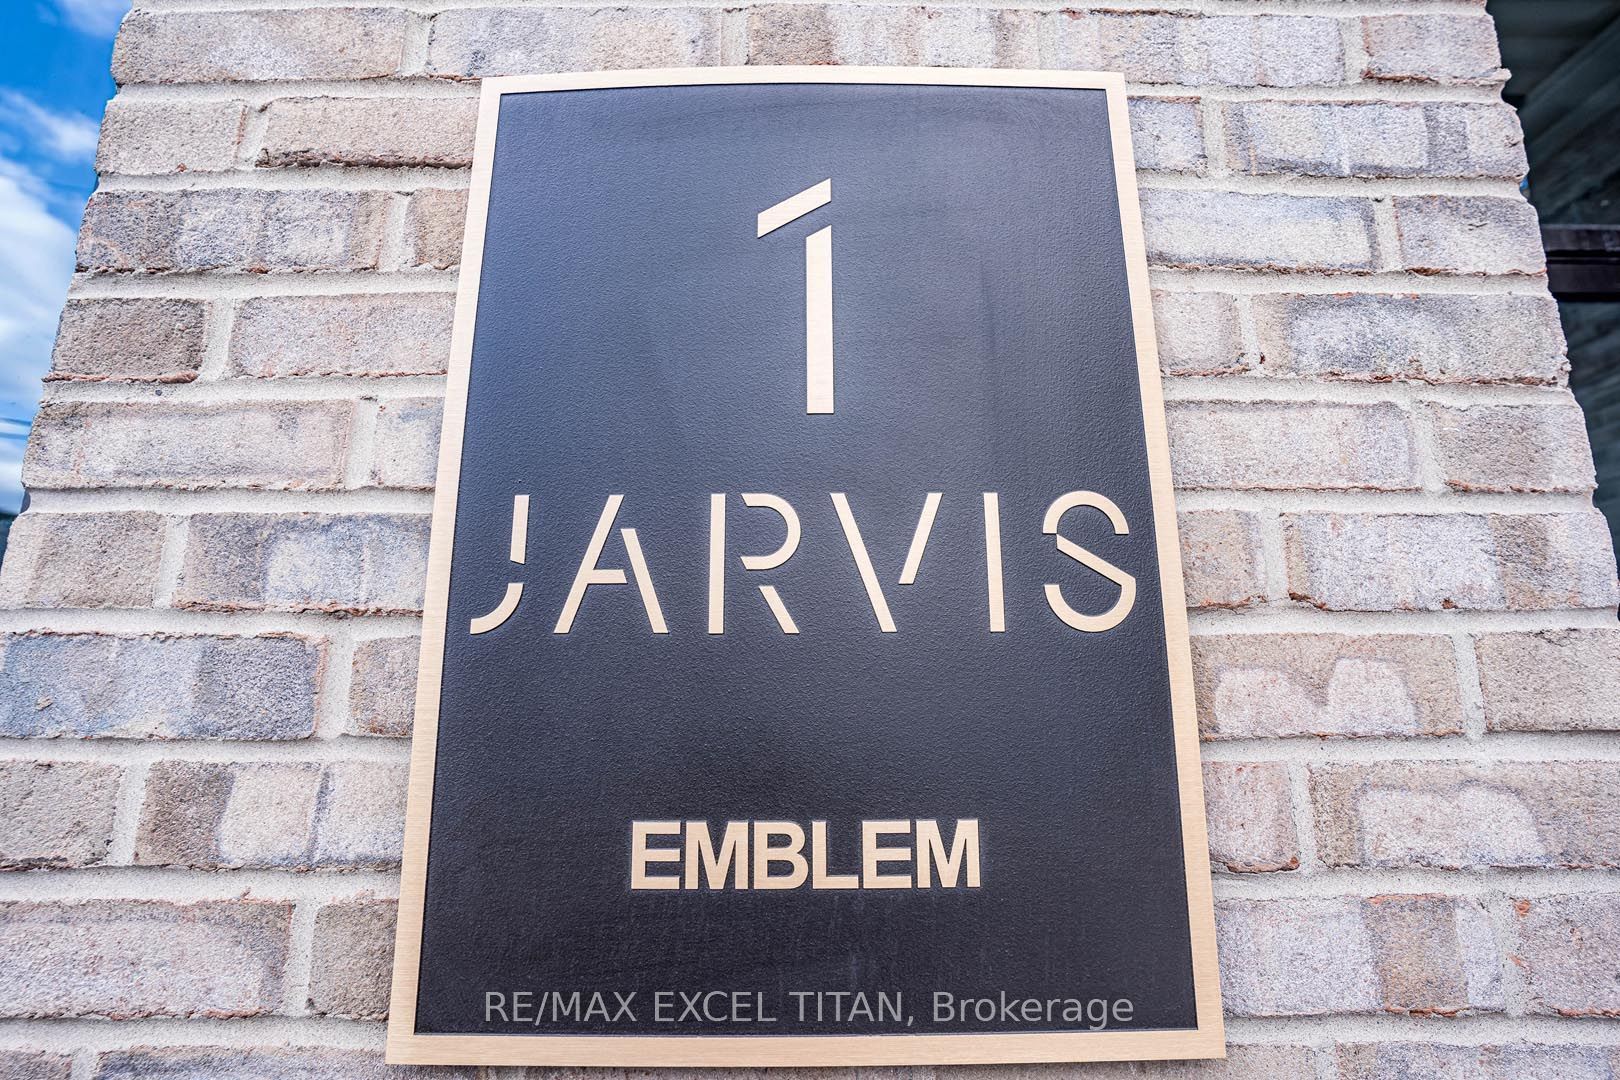 1
JARVIS
EMBLEM
RE/MAX EXCEL TITAN, Brokerage